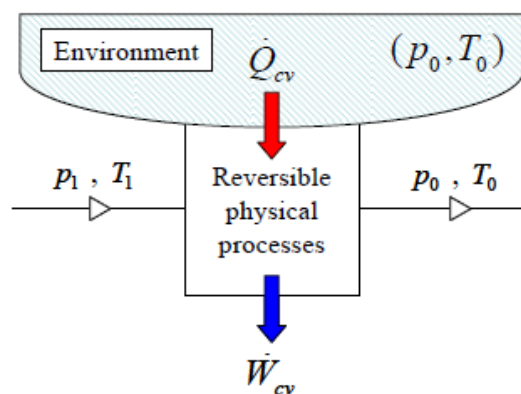 Environment
Q̇cv
(p₀, T₀)
p₁ , T₁
Reversible
physical
processes
p₀ , T₀
Ẇcv